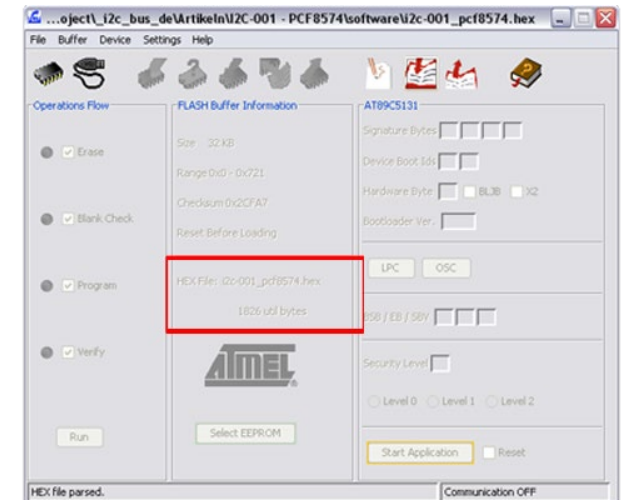 ...oject\_i2c_bus_de\Artikeln\I2C-001 - PCF8574\software\i2c-001_pcf8574.hex
File Buffer Device Settings Help
Operations Flow
Erase
Blank Check
Program
Verify
Run
FLASH Buffer Information
Size 32 KB
Range 0x0 - 0x721
Checksum 0x2CFA7
Reset Before Loading
HEX File: i2c-001_pcf8574.hex
1826 util bytes
ATMEL
Select EEPROM
AT89C5131
Signature Bytes
Device Boot Ids
Hardware Byte BLJB X2
Bootloader Ver.
LPC OSC
BSB / EB / SBV
Security Level
Level 0 Level 1 Level 2
Start Application Reset
HEX file parsed.
Communication OFF